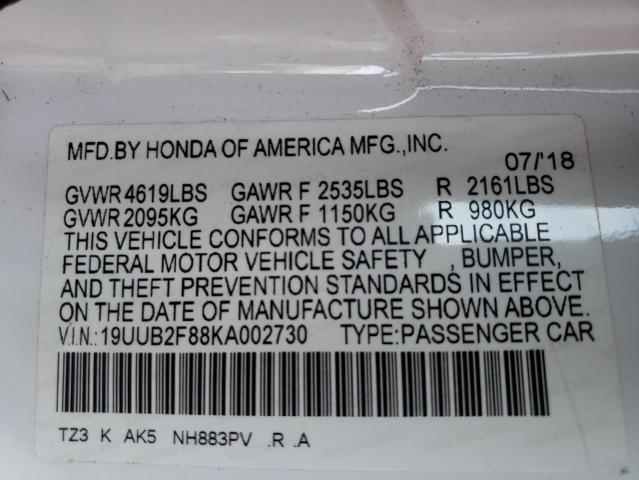 MFD.BY HONDA OF AMERICA MFG.,INC.
07/'18
GVWR 4619LBS GAWR F 2535LBS R 2161LBS
GVWR 2095KG GAWR F 1150KG R 980KG
THIS VEHICLE CONFORMS TO ALL APPLICABLE
FEDERAL MOTOR VEHICLE SAFETY , BUMPER,
AND THEFT PREVENTION STANDARDS IN EFFECT
ON THE DATE OF MANUFACTURE SHOWN ABOVE.
V.I.N.: 19UUB2F88KA002730 TYPE:PASSENGER CAR
TZ3 K AK5 NH883PV .R .A